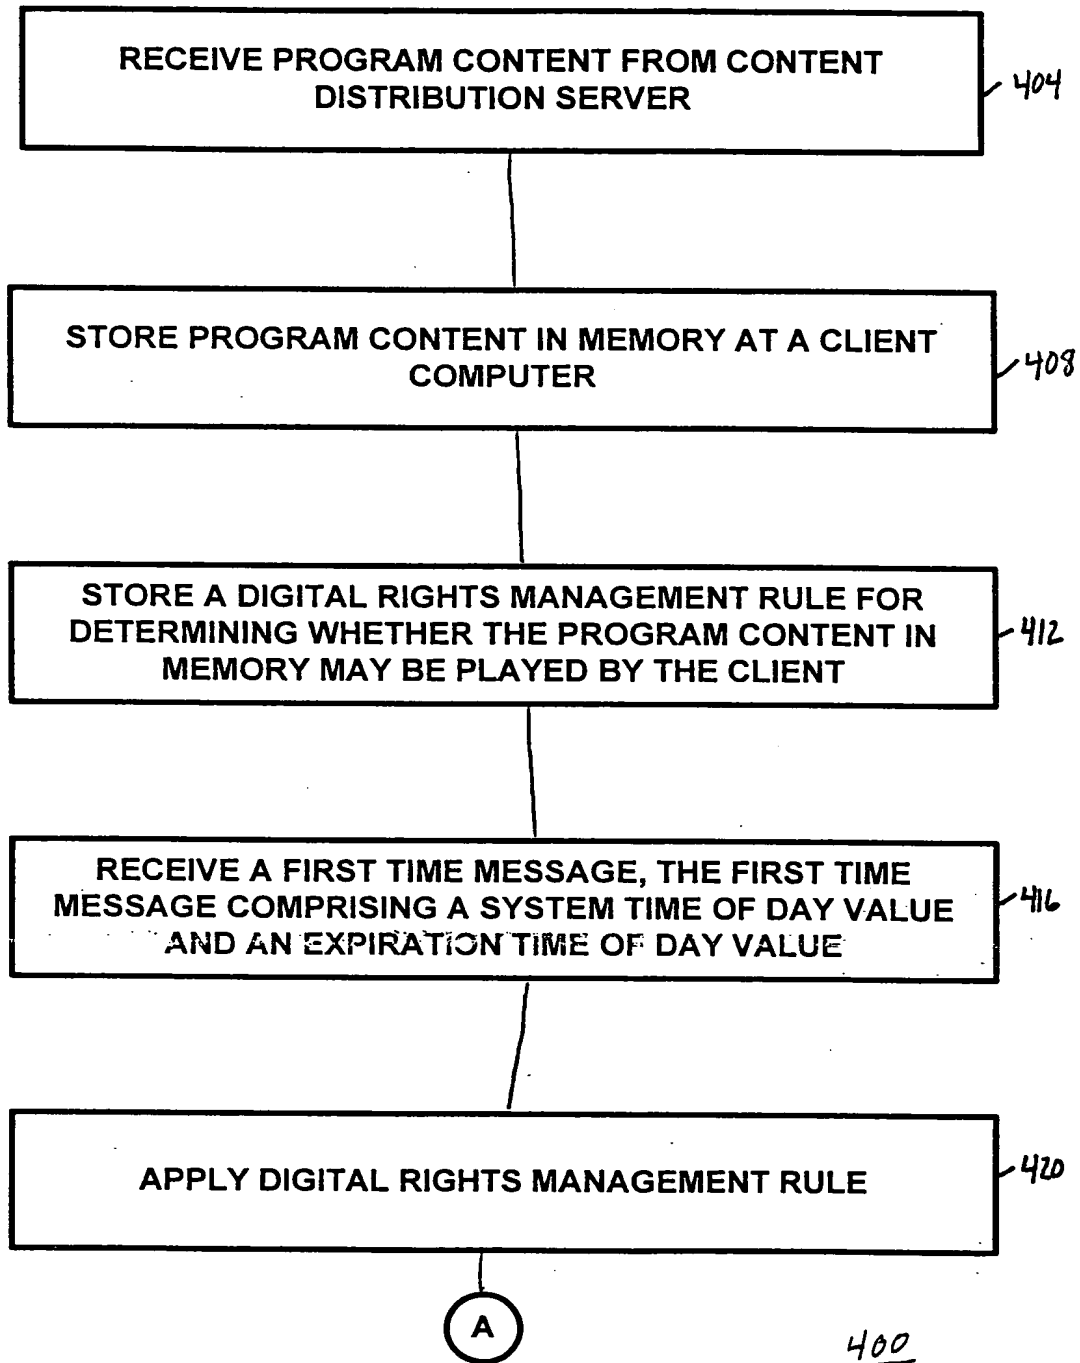 RECEIVE PROGRAM CONTENT FROM CONTENT
DISTRIBUTION SERVER
404
STORE PROGRAM CONTENT IN MEMORY AT A CLIENT
COMPUTER
408
STORE A DIGITAL RIGHTS MANAGEMENT RULE FOR
DETERMINING WHETHER THE PROGRAM CONTENT IN
MEMORY MAY BE PLAYED BY THE CLIENT
412
RECEIVE A FIRST TIME MESSAGE, THE FIRST TIME
MESSAGE COMPRISING A SYSTEM TIME OF DAY VALUE
AND AN EXPIRATION TIME OF DAY VALUE
416
APPLY DIGITAL RIGHTS MANAGEMENT RULE
420
A
400